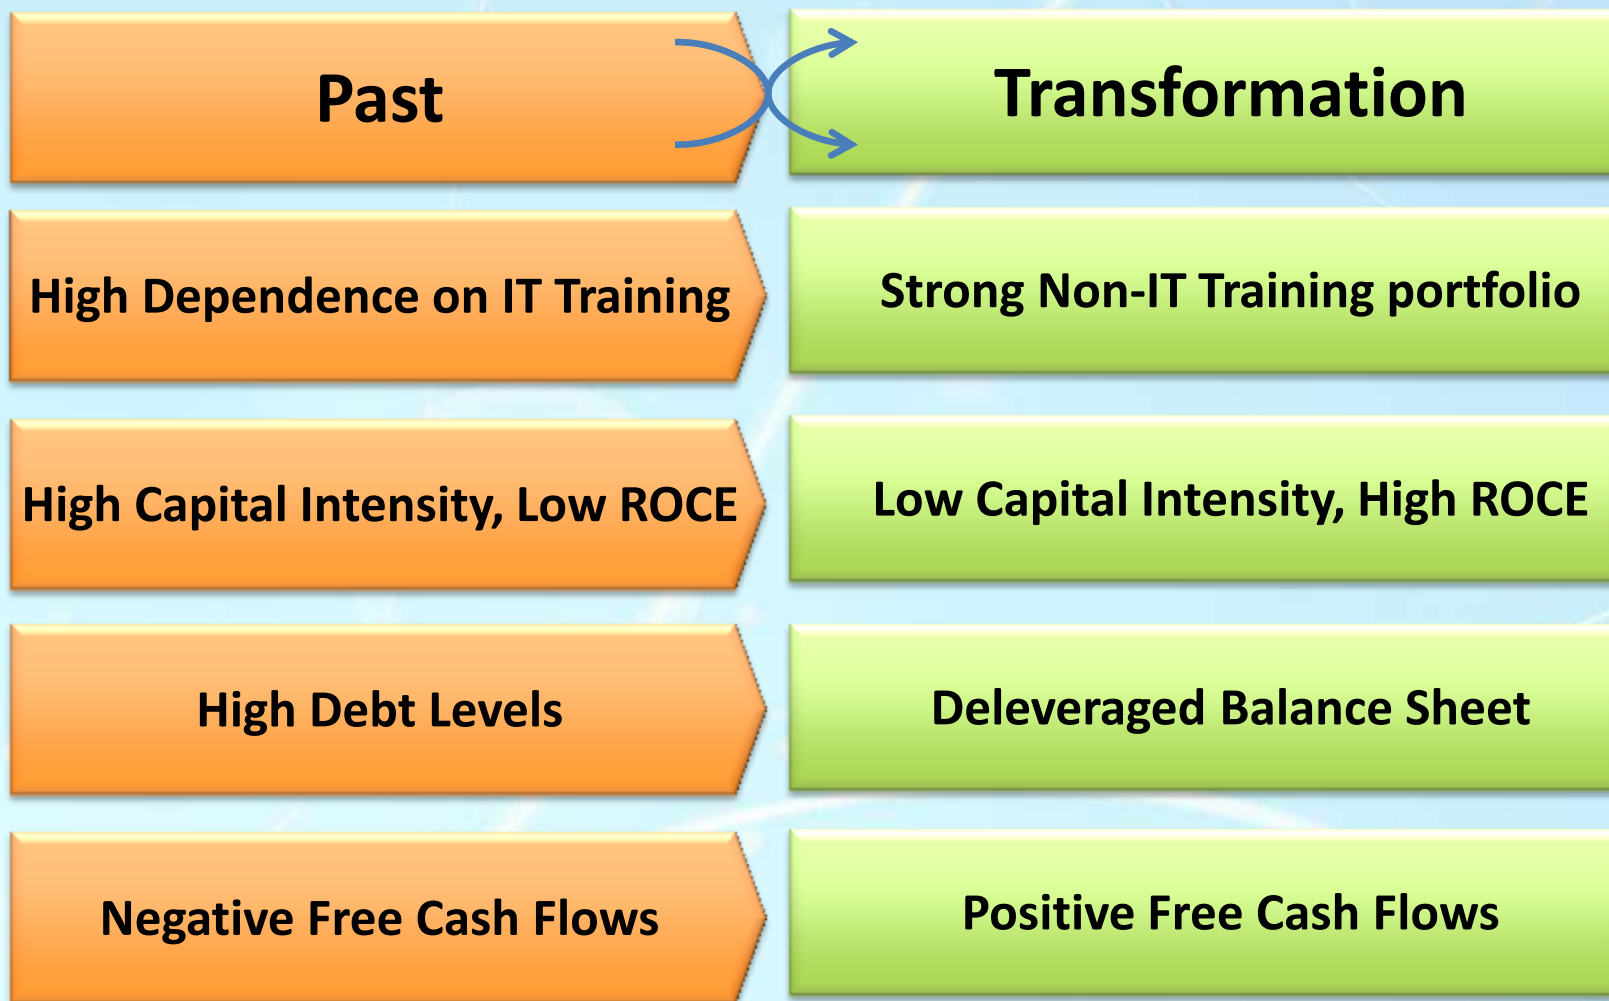 Past
Transformation
High Dependence on IT Training
Strong Non-IT Training portfolio
High Capital Intensity, Low ROCE
Low Capital Intensity, High ROCE
High Debt Levels
Deleveraged Balance Sheet
Negative Free Cash Flows
Positive Free Cash Flows